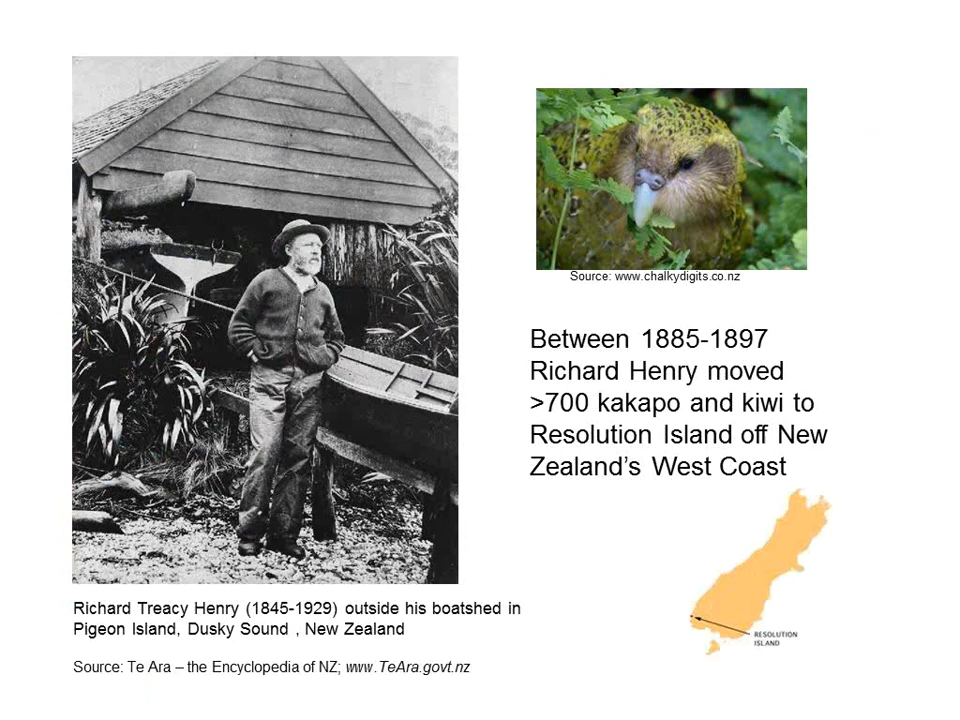 Source: www.chalkydigits.co.nz
Between 1885-1897
Richard Henry moved
>700 kakapo and kiwi to
Resolution Island off New
Zealand's West Coast
RESOLUTION
ISLAND
Richard Treacy Henry (1845-1929) outside his boatshed in
Pigeon Island, Dusky Sound , New Zealand
Source: Te Ara – the Encyclopedia of NZ; www.TeAra.govt.nz